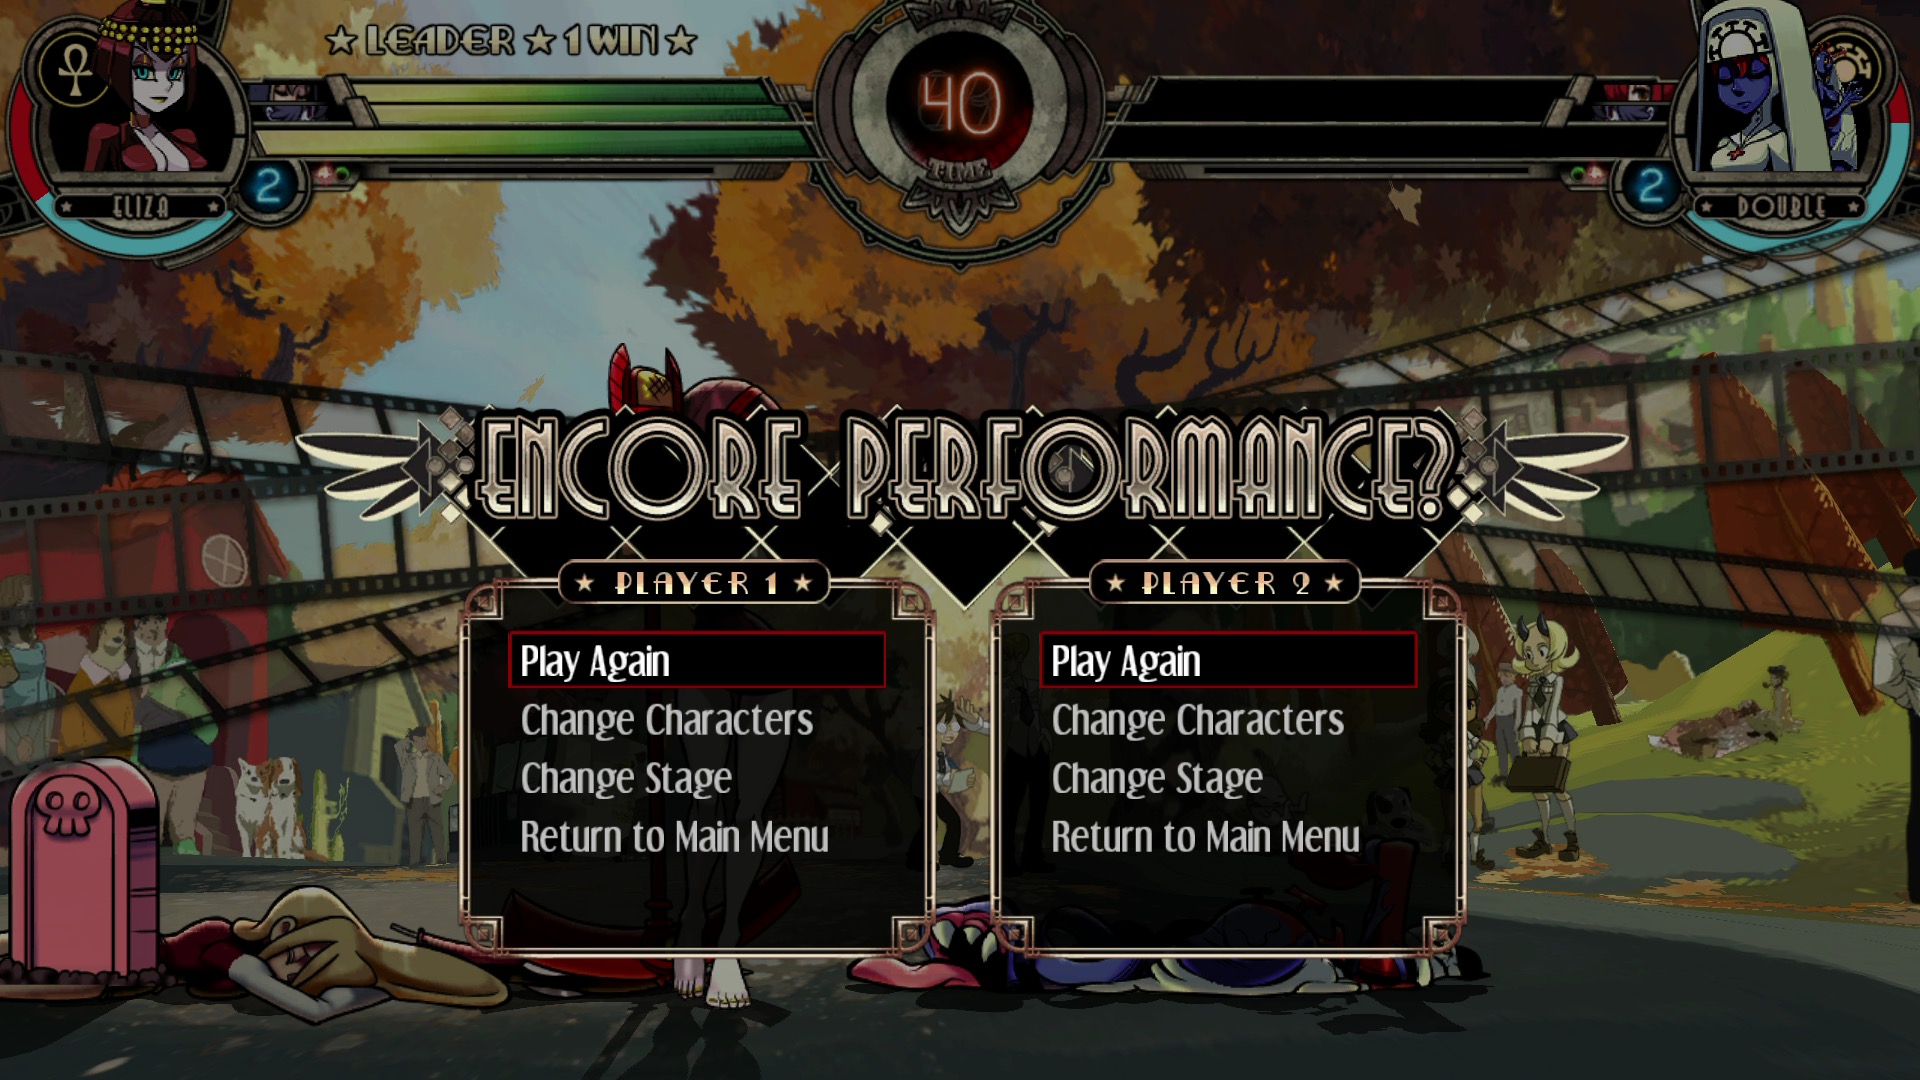 ★ LEADER ★ 1 WIN ★
40
TIME
2
2
★ ELIZA ★
★ DOUBLE ★
ENCORE PERFORMANCE?
★ PLAYER 1 ★
Play Again
Change Characters
Change Stage
Return to Main Menu
★ PLAYER 2 ★
Play Again
Change Characters
Change Stage
Return to Main Menu